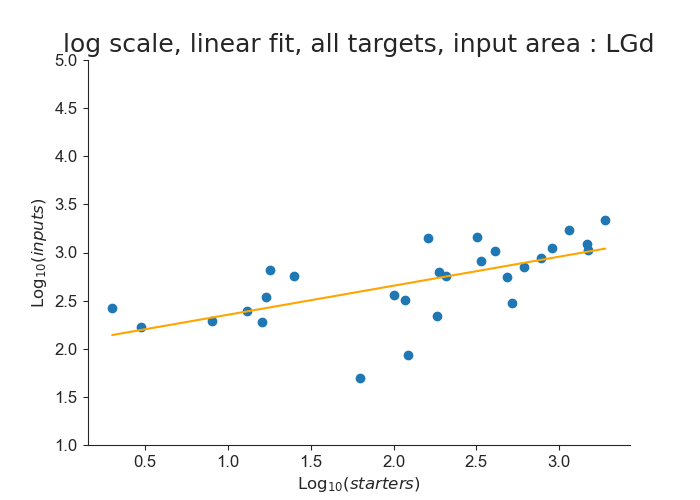 log scale, linear fit, all targets, input area : LGd
5.0
4.5
4.0
3.5
3.0
2.5
2.0
1.5
1.0
Log₁₀(inputs)
0.5 1.0 1.5 2.0 2.5 3.0
Log₁₀(starters)